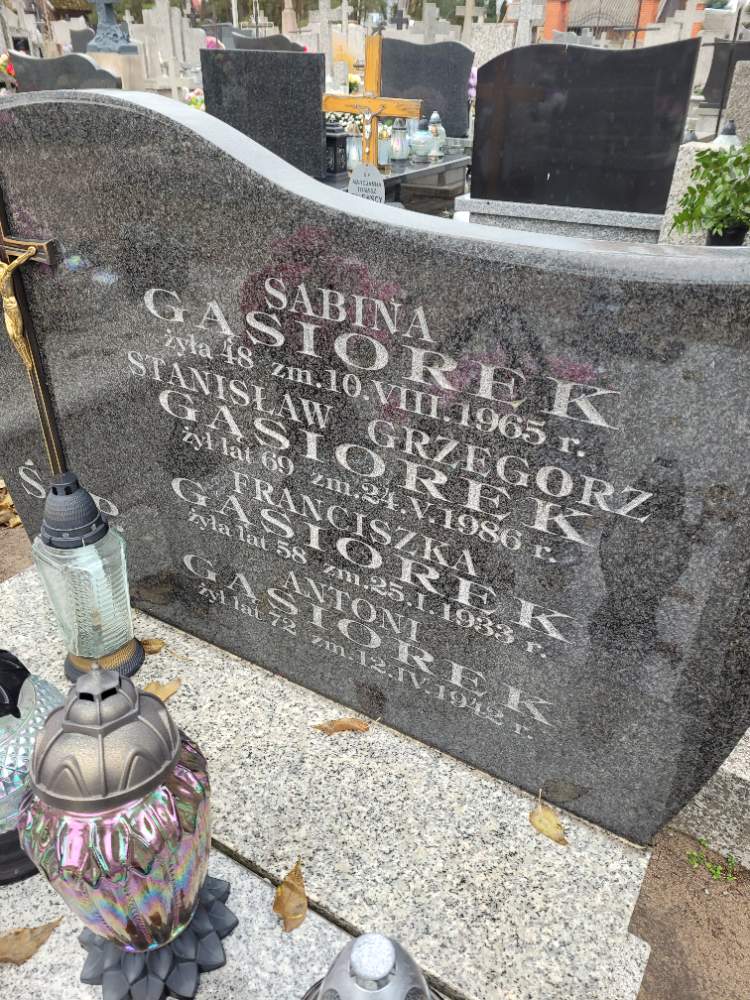 SABINA
GĄSIOREK
żyła 48 zm.10.VIII.1965 r.
STANISŁAW GRZEGORZ
GĄSIOREK
żył lat 69 zm.24.V.1986 r.
FRANCISZKA
GĄSIOREK
żyła lat 58 zm.25.I.1933 r.
ANTONI
GĄSIOREK
żył lat 72 zm.12.IV.1942 r.